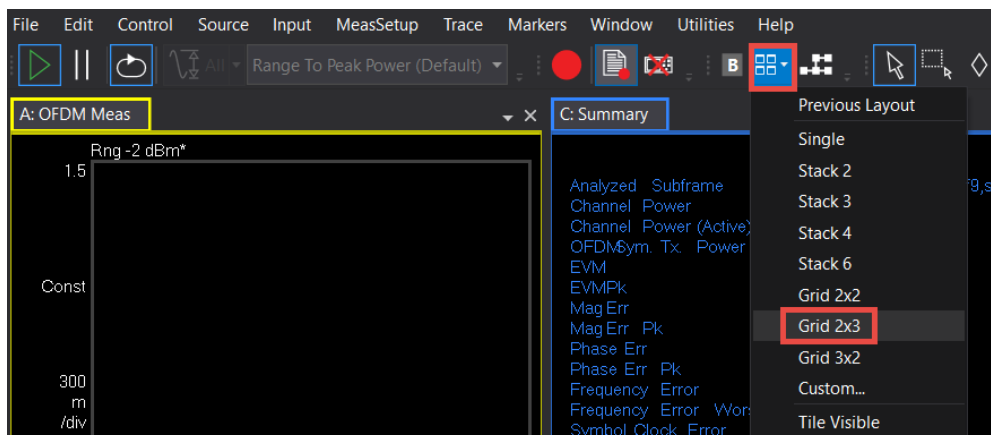 File Edit Control Source Input MeasSetup Trace Markers Window Utilities Help
All Range To Peak Power (Default) B
A: OFDM Meas
Rng -2 dBm*
1.5
Const
300
m
/div
C: Summary
Analyzed Subframe
Channel Power
Channel Power (Active)
OFDMSym. Tx. Power
EVM
EVMPk
Mag Err
Mag Err Pk
Phase Err
Phase Err Pk
Frequency Error
Frequency Error Wor
Symbol Clock Error
Previous Layout
Single
Stack 2
Stack 3
Stack 4
Stack 6
Grid 2x2
Grid 2x3
Grid 3x2
Custom...
Tile Visible